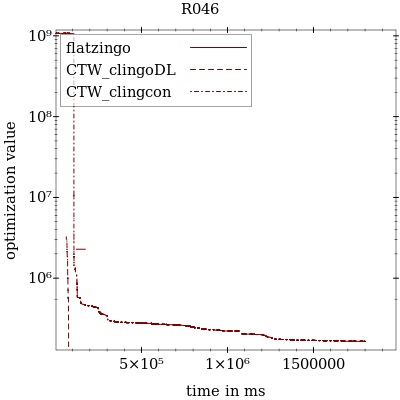 R046
optimization value
10⁹
10⁸
10⁷
10⁶
flatzingo
CTW_clingoDL
CTW_clingcon
5×10⁵
1×10⁶
1500000
time in ms